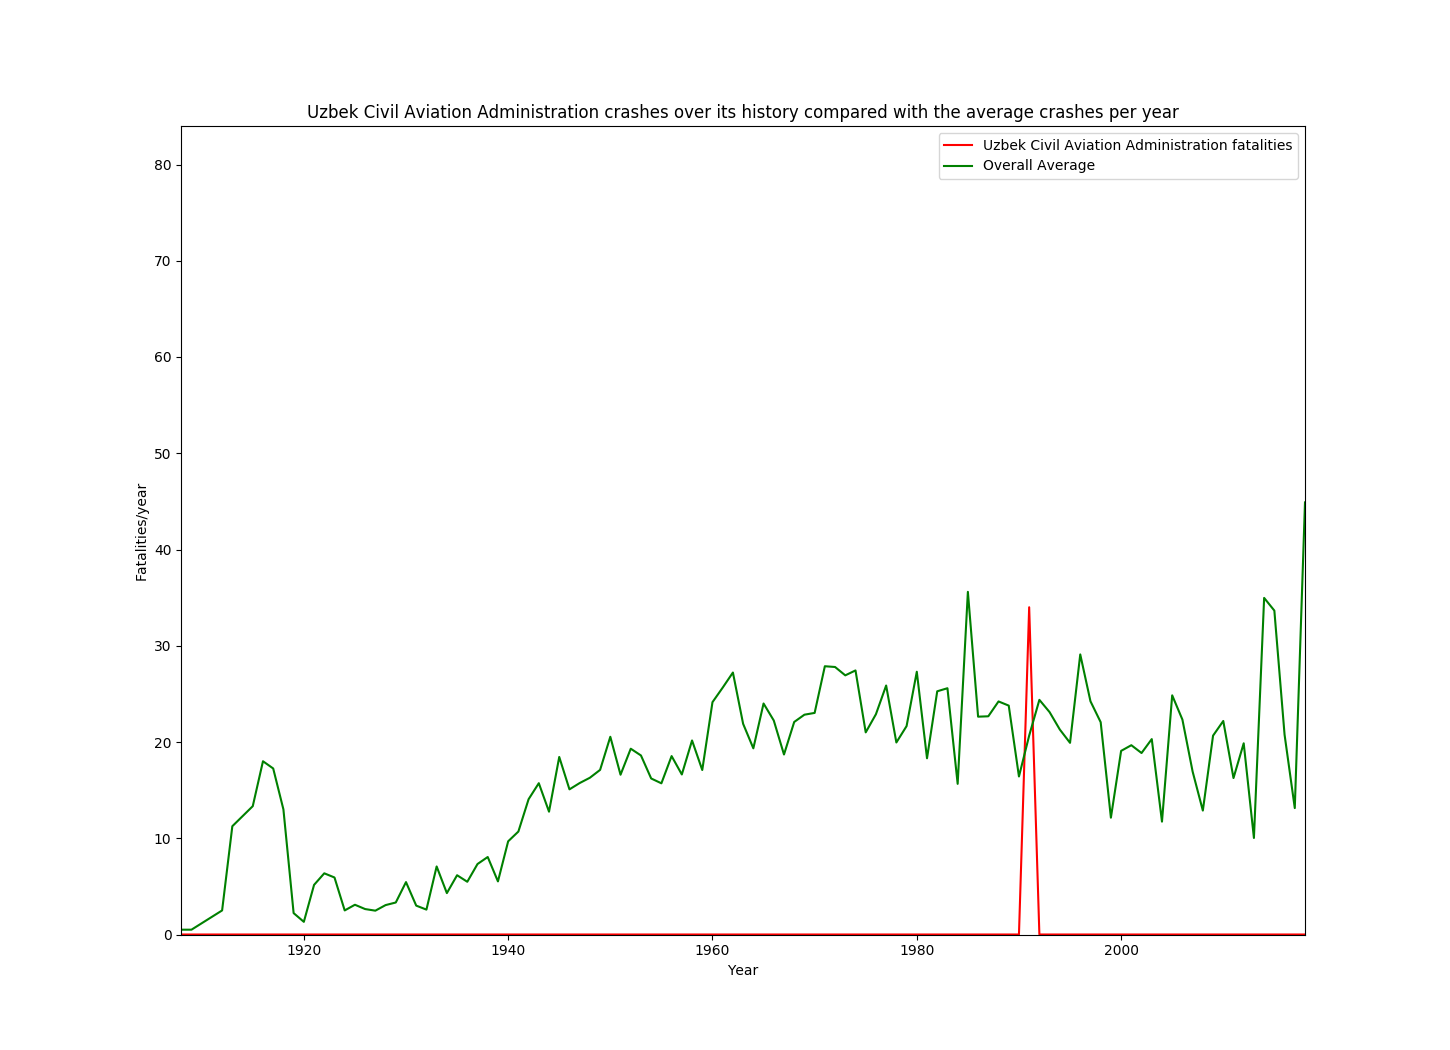 Uzbek Civil Aviation Administration crashes over its history compared with the average crashes per year
Uzbek Civil Aviation Administration fatalities
Overall Average
80
70
60
50
40
30
20
10
0
Fatalities/year
1920 1940 1960 1980 2000
Year